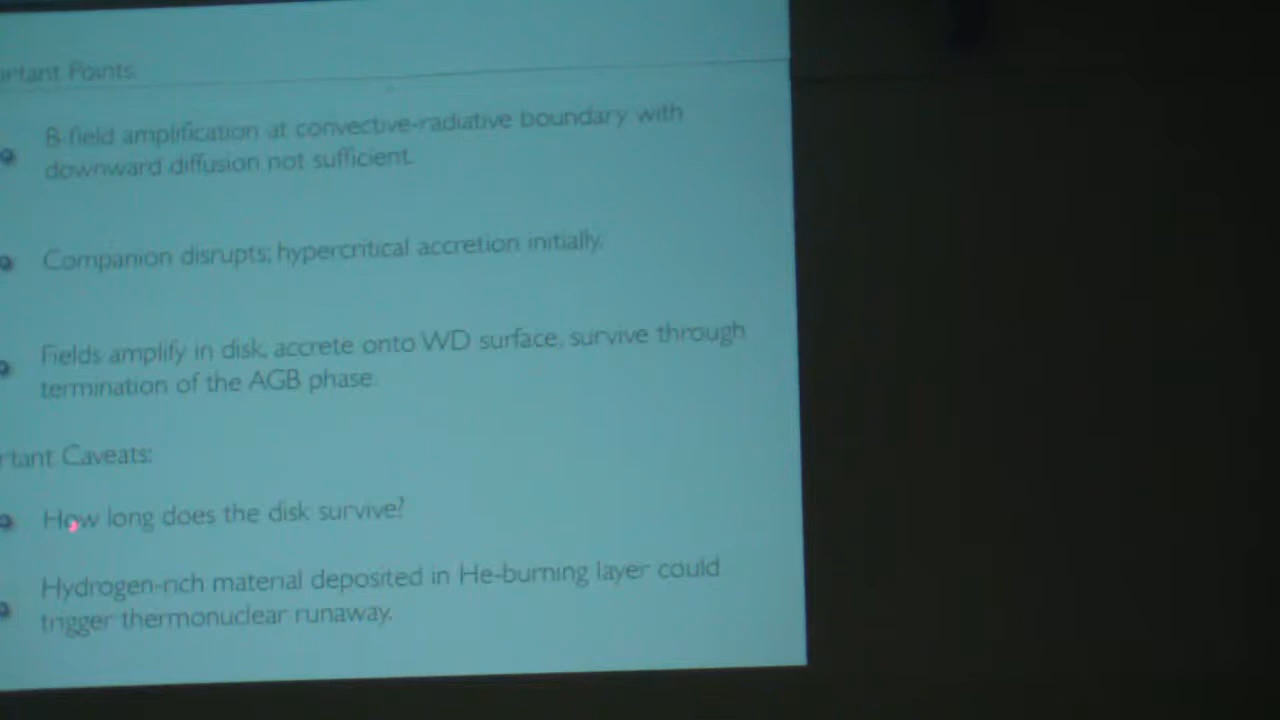 rtant Points:
B-field amplification at convective-radiative boundary with
downward diffusion not sufficient.
Companion disrupts; hypercritical accretion initially.
Fields amplify in disk, accrete onto WD surface, survive through
termination of the AGB phase.
rtant Caveats:
How long does the disk survive?
Hydrogen-rich material deposited in He-burning layer could
trigger thermonuclear runaway.